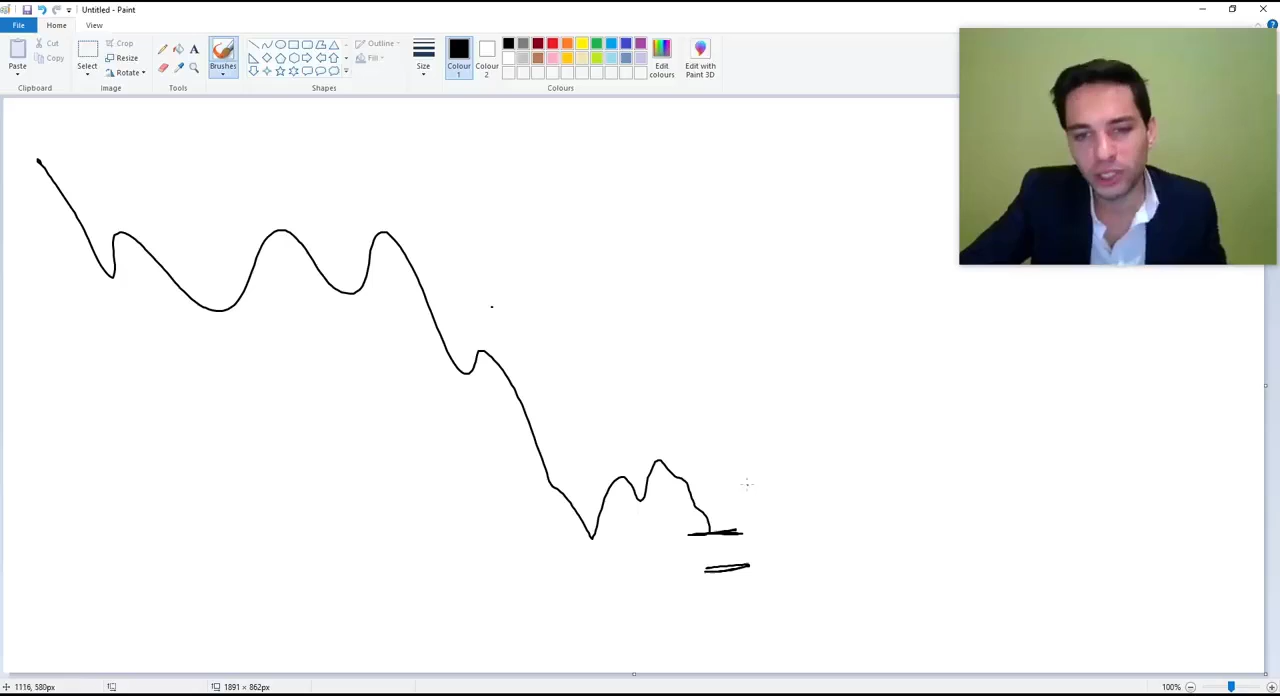 Untitled - Paint
File Home View
Paste
Cut
Copy
Clipboard
Select
Crop
Resize
Rotate
Image
Tools
Brushes
Shapes
Outline
Fill
Size
Colour 1
Colour 2
Colours
Edit colours
Edit with Paint 3D
1116, 580px
1891 × 862px
100%